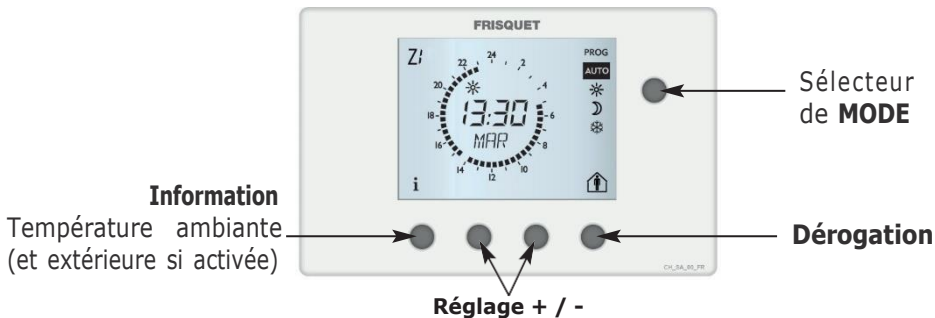 FRISQUET
Z1
PROG
AUTO
24
2
4
6
8
10
12
14
16
18
20
22
13:30
MAR
i
CH_SA_60_FR
Sélecteur
de MODE
Information
Température ambiante
(et extérieure si activée)
Dérogation
Réglage + / -